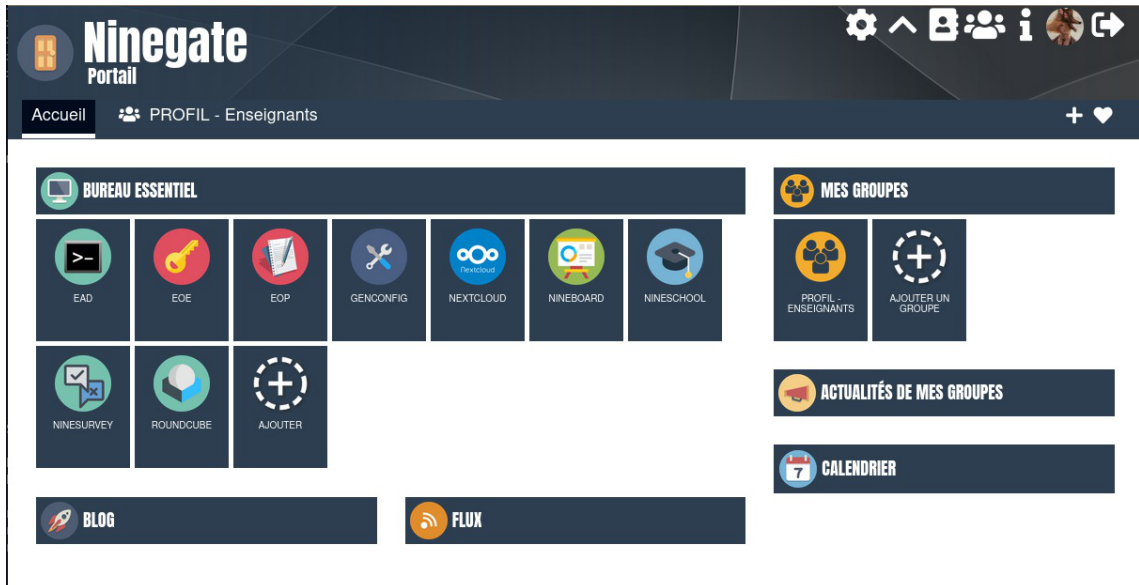 Ninegate
Portail
Accueil
PROFIL - Enseignants
BUREAU ESSENTIEL
>-
EAD
EOE
EOP
GENCONFIG
Nextcloud
NEXTCLOUD
NINEBOARD
NINESCHOOL
NINESURVEY
ROUNDCUBE
AJOUTER
BLOG
FLUX
MES GROUPES
PROFIL -
ENSEIGNANTS
AJOUTER UN
GROUPE
ACTUALITÉS DE MES GROUPES
7
CALENDRIER